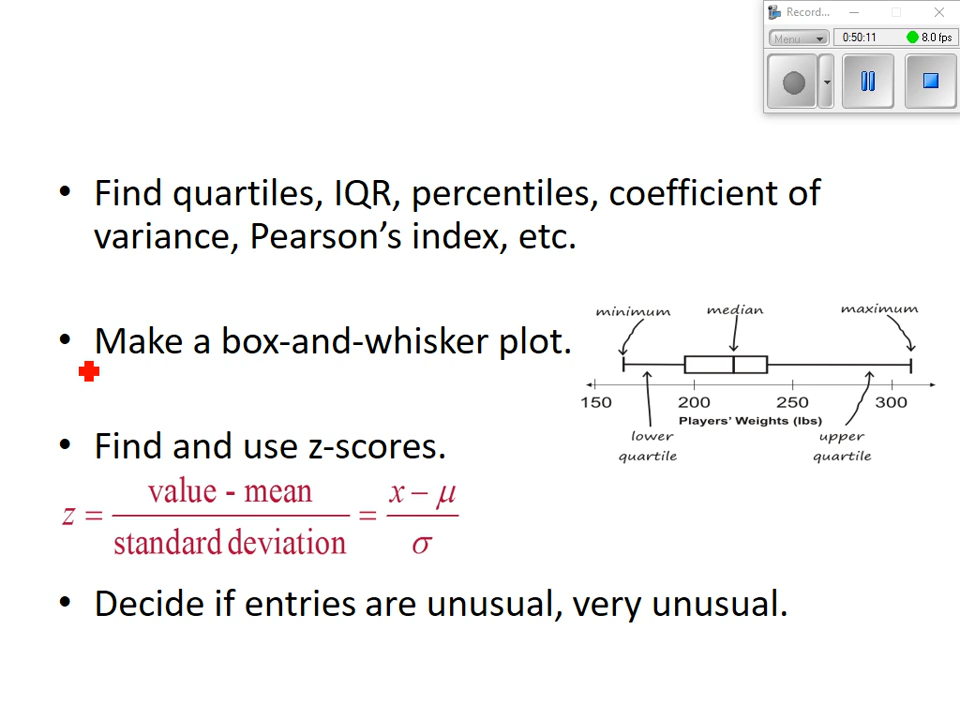 Record...
Menu
0:50:11
8.0 fps
• Find quartiles, IQR, percentiles, coefficient of
variance, Pearson's index, etc.
• Make a box-and-whisker plot.
minimum median maximum
150 200 250 300
Players' Weights (lbs)
lower upper
quartile quartile
• Find and use z-scores.
z = value - mean / standard deviation = x − μ / σ
• Decide if entries are unusual, very unusual.